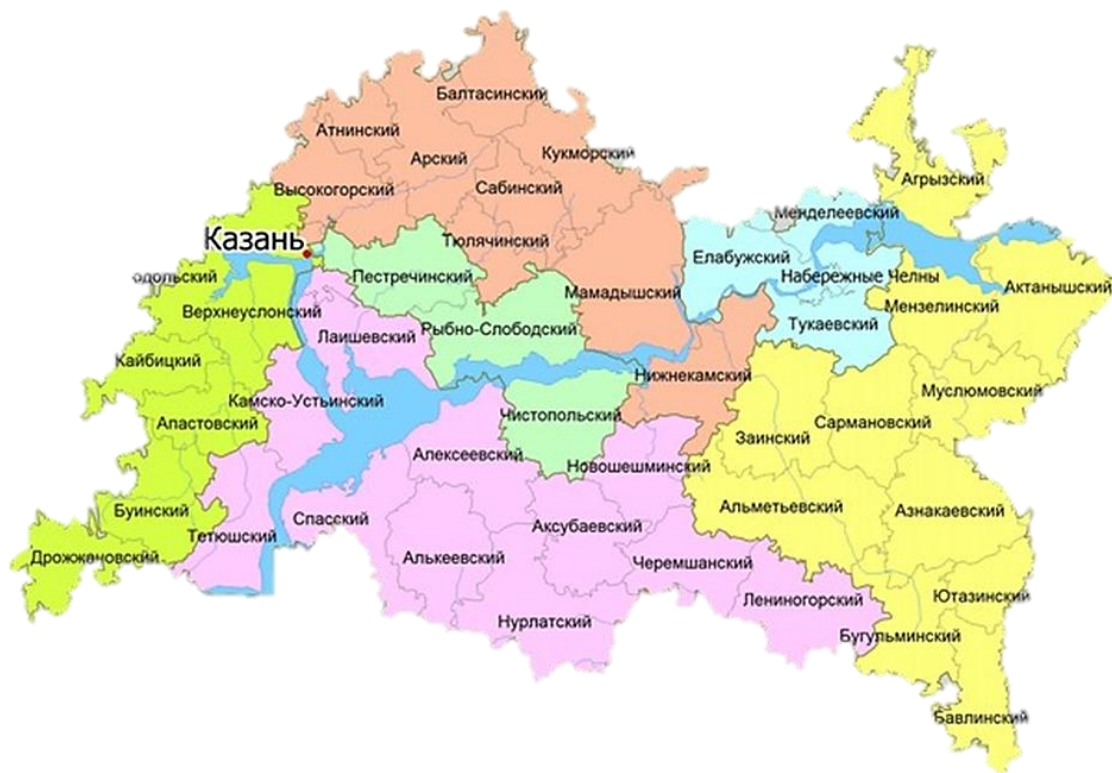 Балтасинский
Атнинский
Арский
Кукморский
Агрызский
Высокогорский
Сабинский
Менделеевский
Казань
Тюлячинский
Елабужский
одольский
Пестречинский
Набережные Челны
Мамадышский
Актанышский
Верхнеуслонский
Мензелинский
Лаишевский
Рыбно-Слободский
Тукаевский
Кайбицкий
Нижнекамский
Муслюмовский
Камско-Устьинский
Чистопольский
Апастовский
Сармановский
Заинский
Алексеевский
Новошешминский
Буинский
Альметьевский
Азнакаевский
Спасский
Аксубаевский
Тетюшский
Дрожжановский
Алькеевский
Черемшанский
Лениногорский
Ютазинский
Нурлатский
Бугульминский
Бавлинский